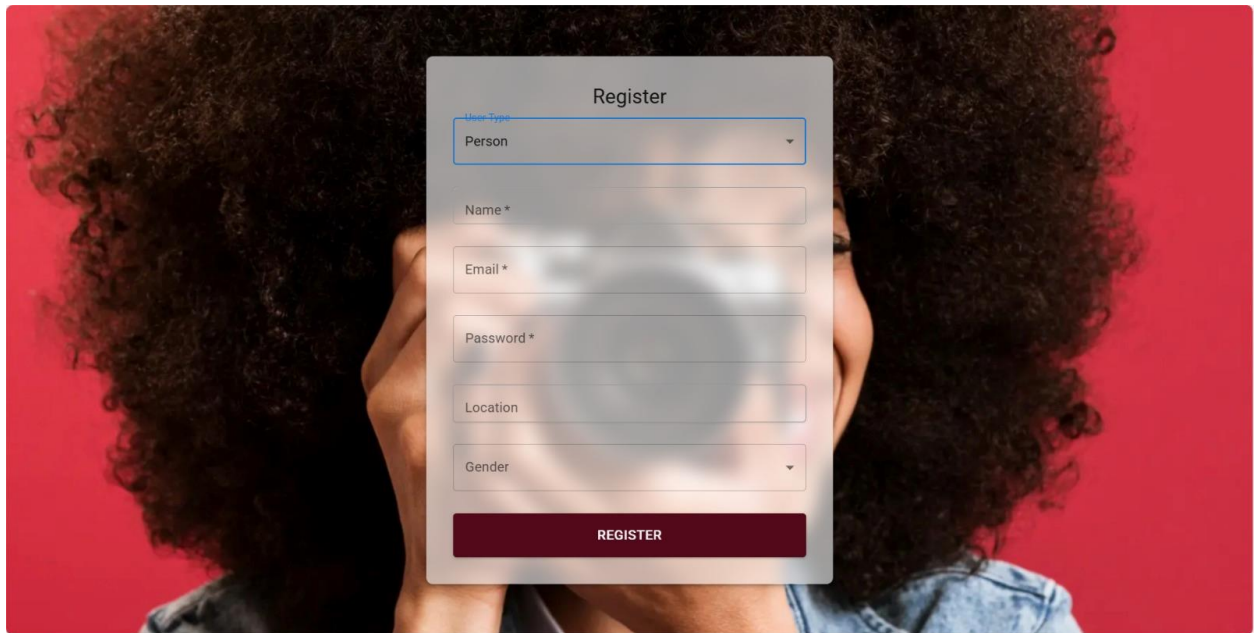 Register
User Type
Person
Name *
Email *
Password *
Location
Gender
REGISTER